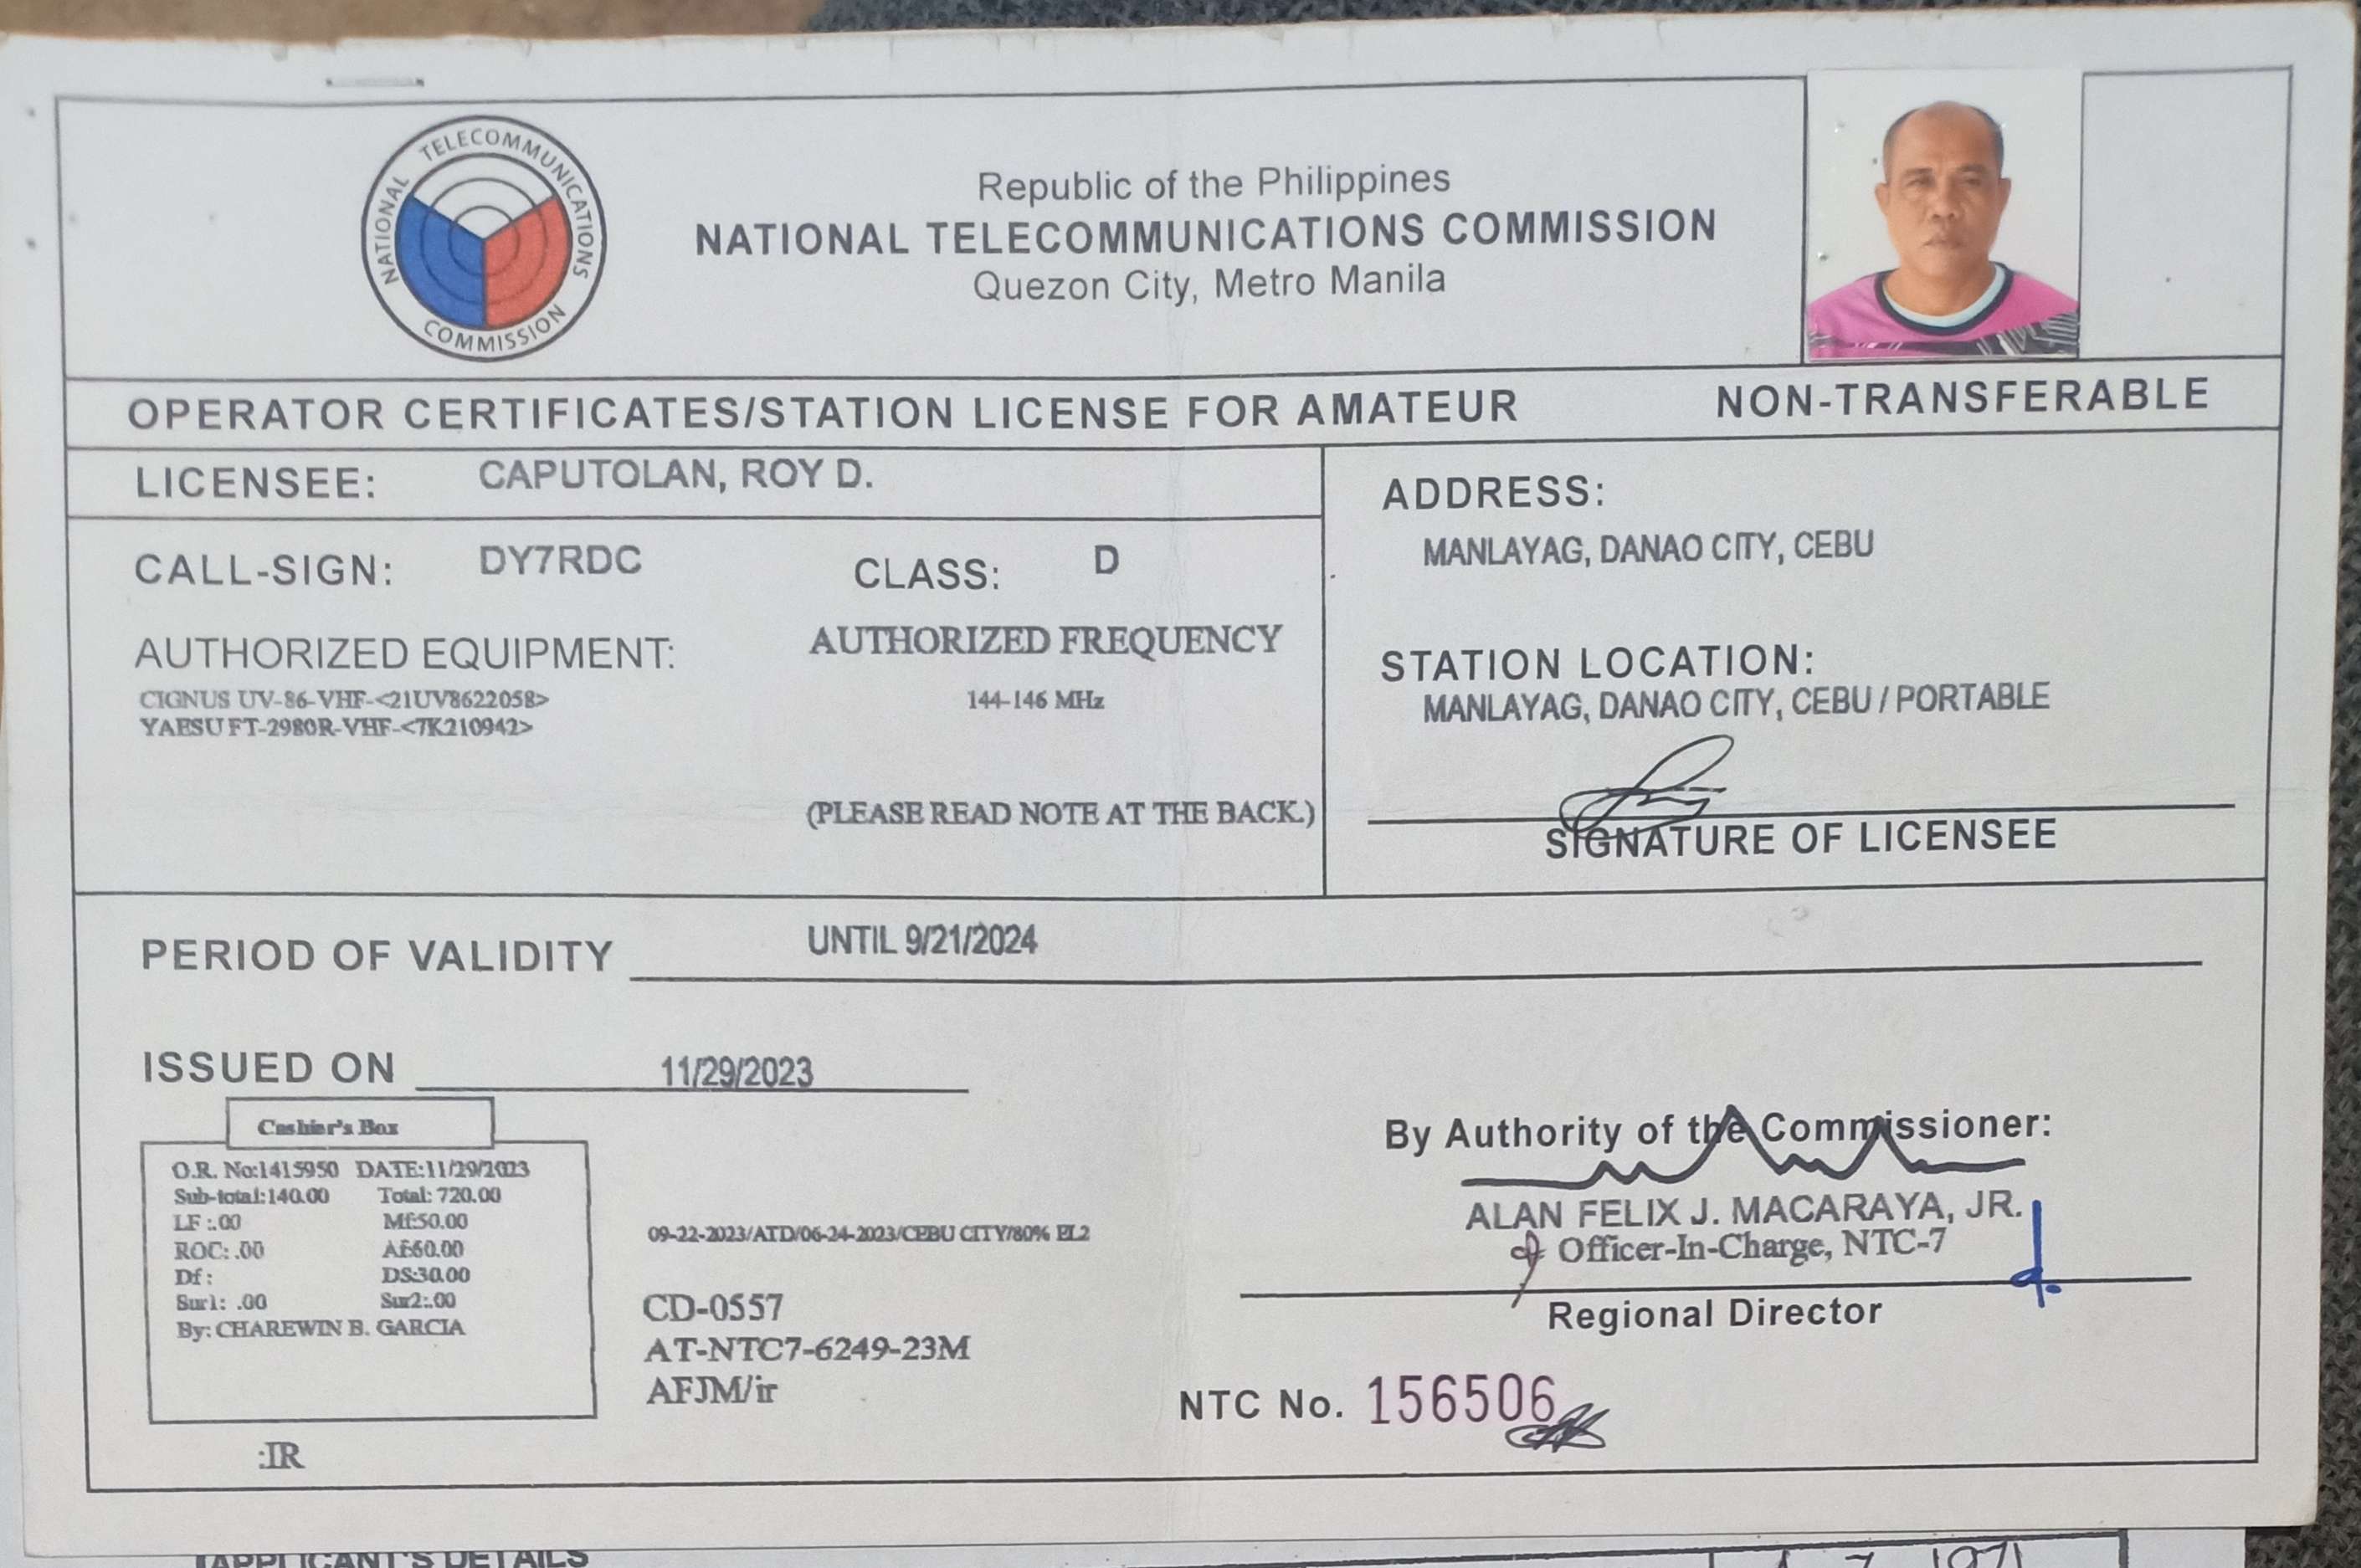 NATIONAL TELECOMMUNICATIONS COMMISSION
Republic of the Philippines
NATIONAL TELECOMMUNICATIONS COMMISSION
Quezon City, Metro Manila
OPERATOR CERTIFICATES/STATION LICENSE FOR AMATEUR NON-TRANSFERABLE
LICENSEE: CAPUTOLAN, ROY D.
CALL-SIGN: DY7RDC CLASS: D
AUTHORIZED EQUIPMENT: AUTHORIZED FREQUENCY
CIGNUS UV-86-VHF-<21UV8622058> 144-146 MHz
YAESU FT-2980R-VHF-<7K210942>
(PLEASE READ NOTE AT THE BACK.)
ADDRESS:
MANLAYAG, DANAO CITY, CEBU
STATION LOCATION:
MANLAYAG, DANAO CITY, CEBU / PORTABLE
SIGNATURE OF LICENSEE
PERIOD OF VALIDITY UNTIL 9/21/2024
ISSUED ON 11/29/2023
Cashier's Box
O.R. No:1415950 DATE:11/29/2023
Sub-total:140.00 Total: 720.00
LF :.00 Mf:50.00
ROC: .00 Af:60.00
Df : DS:30.00
Sur1: .00 Sur2:.00
By: CHAREWIN B. GARCIA
:IR
09-22-2023/ATD/06-24-2023/CEBU CITY/80% EL2
CD-0557
AT-NTC7-6249-23M
AFJM/ir
By Authority of the Commissioner:
ALAN FELIX J. MACARAYA, JR.
Officer-In-Charge, NTC-7
Regional Director
NTC No. 156506
APPLICANT'S DETAILS
1971